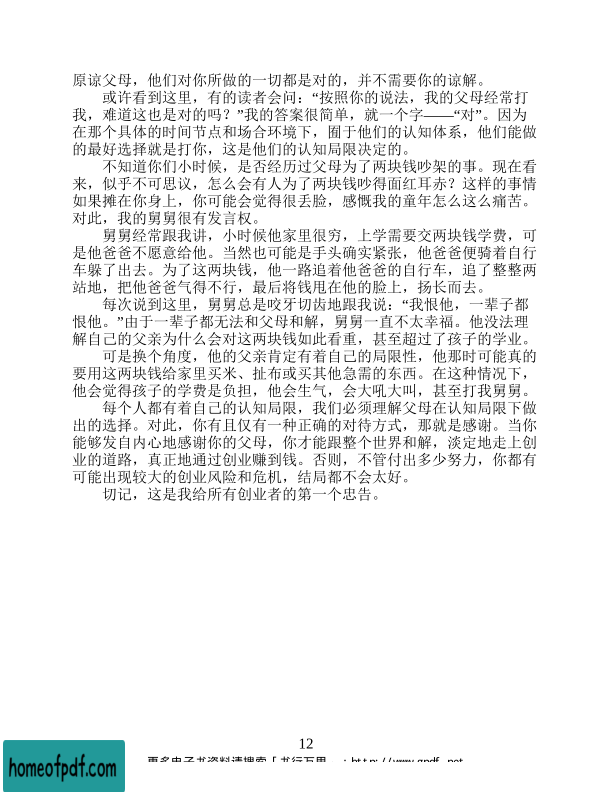 原谅父母，他们对你所做的一切都是对的，并不需要你的谅解。
或许看到这里，有的读者会问：“按照你的说法，我的父母经常打
我，难道这也是对的吗？”我的答案很简单，就一个字——“对”。因为
在那个具体的时间节点和场合环境下，囿于他们的认知体系，他们能做
的最好选择就是打你，这是他们的认知局限决定的。
不知道你们小时候，是否经历过父母为了两块钱吵架的事。现在看
来，似乎不可思议，怎么会有人为了两块钱吵得面红耳赤？这样的事情
如果摊在你身上，你可能会觉得很丢脸，感慨我的童年怎么这么痛苦。
对此，我的舅舅很有发言权。
舅舅经常跟我讲，小时候他家里很穷，上学需要交两块钱学费，可
是他爸爸不愿意给他。当然也可能是手头确实紧张，他爸爸便骑着自行
车躲了出去。为了这两块钱，他一路追着他爸爸的自行车，追了整整两
站地，把他爸爸气得不行，最后将钱甩在他的脸上，扬长而去。
每次说到这里，舅舅总是咬牙切齿地跟我说：“我恨他，一辈子都
恨他。”由于一辈子都无法和父母和解，舅舅一直不太幸福。他没法理
解自己的父亲为什么会对这两块钱如此看重，甚至超过了孩子的学业。
可是换个角度，他的父亲肯定有着自己的局限性，他那时可能真的
要用这两块钱给家里买米、扯布或买其他急需的东西。在这种情况下，
他会觉得孩子的学费是负担，他会生气，会大吼大叫，甚至打我舅舅。
每个人都有着自己的认知局限，我们必须理解父母在认知局限下做
出的选择。对此，你有且仅有一种正确的对待方式，那就是感谢。当你
能够发自内心地感谢你的父母，你才能跟整个世界和解，淡定地走上创
业的道路，真正地通过创业赚到钱。否则，不管付出多少努力，你都有
可能出现较大的创业风险和危机，结局都不会太好。
切记，这是我给所有创业者的第一个忠告。
12
更多电子书资料请搜索「书行万里
homeofpdf.com